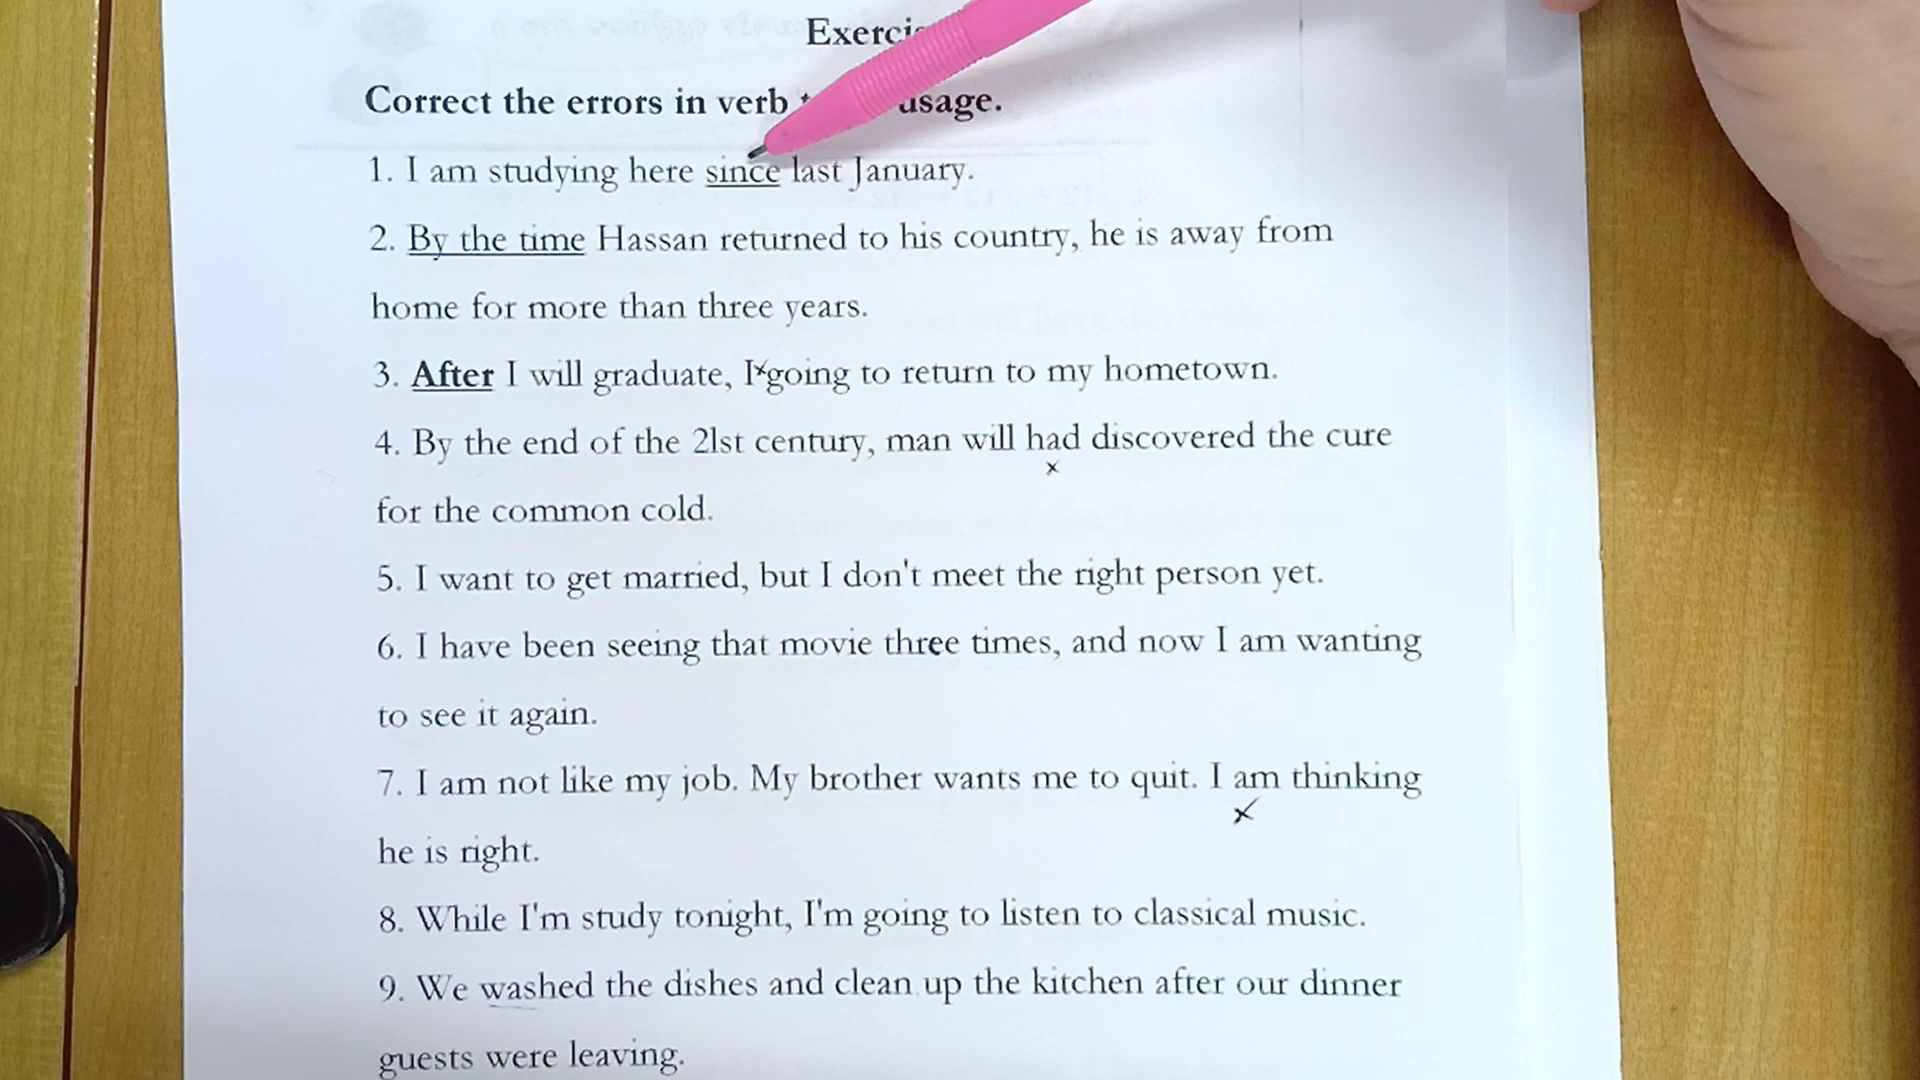 Correct the errors in verb usage.
1. I am studying here since last January.
2. By the time Hassan returned to his country, he is away from
home for more than three years.
3. After I will graduate, I going to return to my hometown.
4. By the end of the 2lst century, man will had discovered the cure
for the common cold.
5. I want to get married, but I don't meet the right person yet.
6. I have been seeing that movie three times, and now I am wanting
to see it again.
7. I am not like my job. My brother wants me to quit. I am thinking
he is right.
8. While I'm study tonight, I'm going to listen to classical music.
9. We washed the dishes and clean up the kitchen after our dinner
guests were leaving.